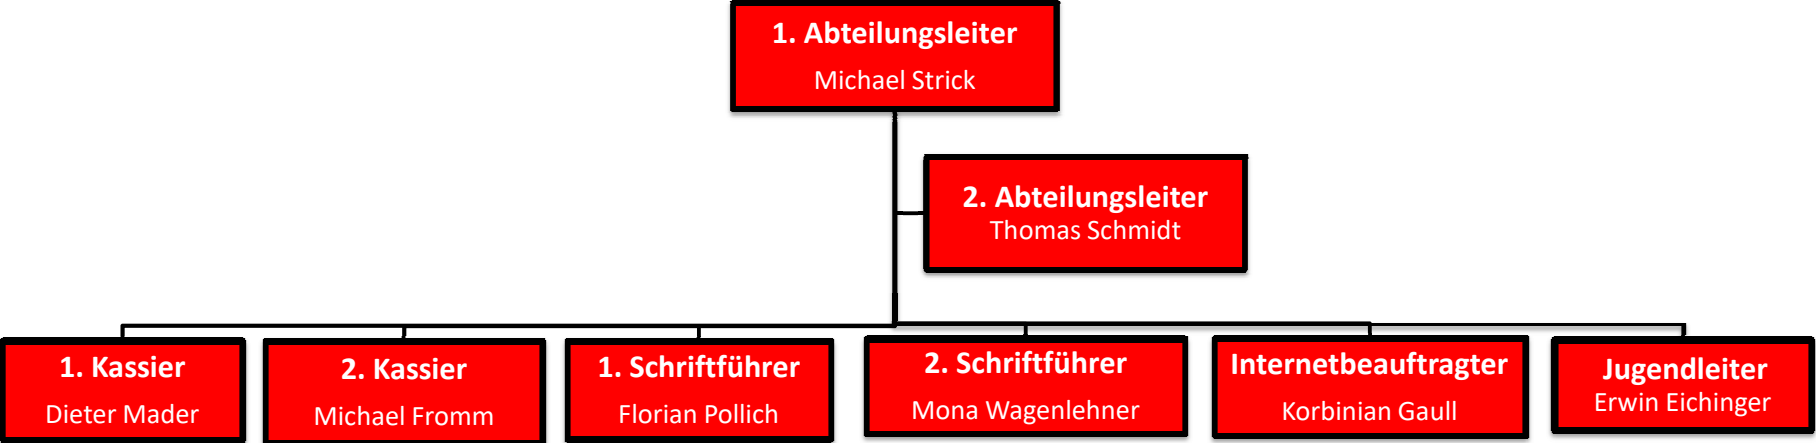 1. Abteilungsleiter
Michael Strick
2. Abteilungsleiter
Thomas Schmidt
1. Kassier
Dieter Mader
2. Kassier
Michael Fromm
1. Schriftführer
Florian Pollich
2. Schriftführer
Mona Wagenlehner
Internetbeauftragter
Korbinian Gaull
Jugendleiter
Erwin Eichinger